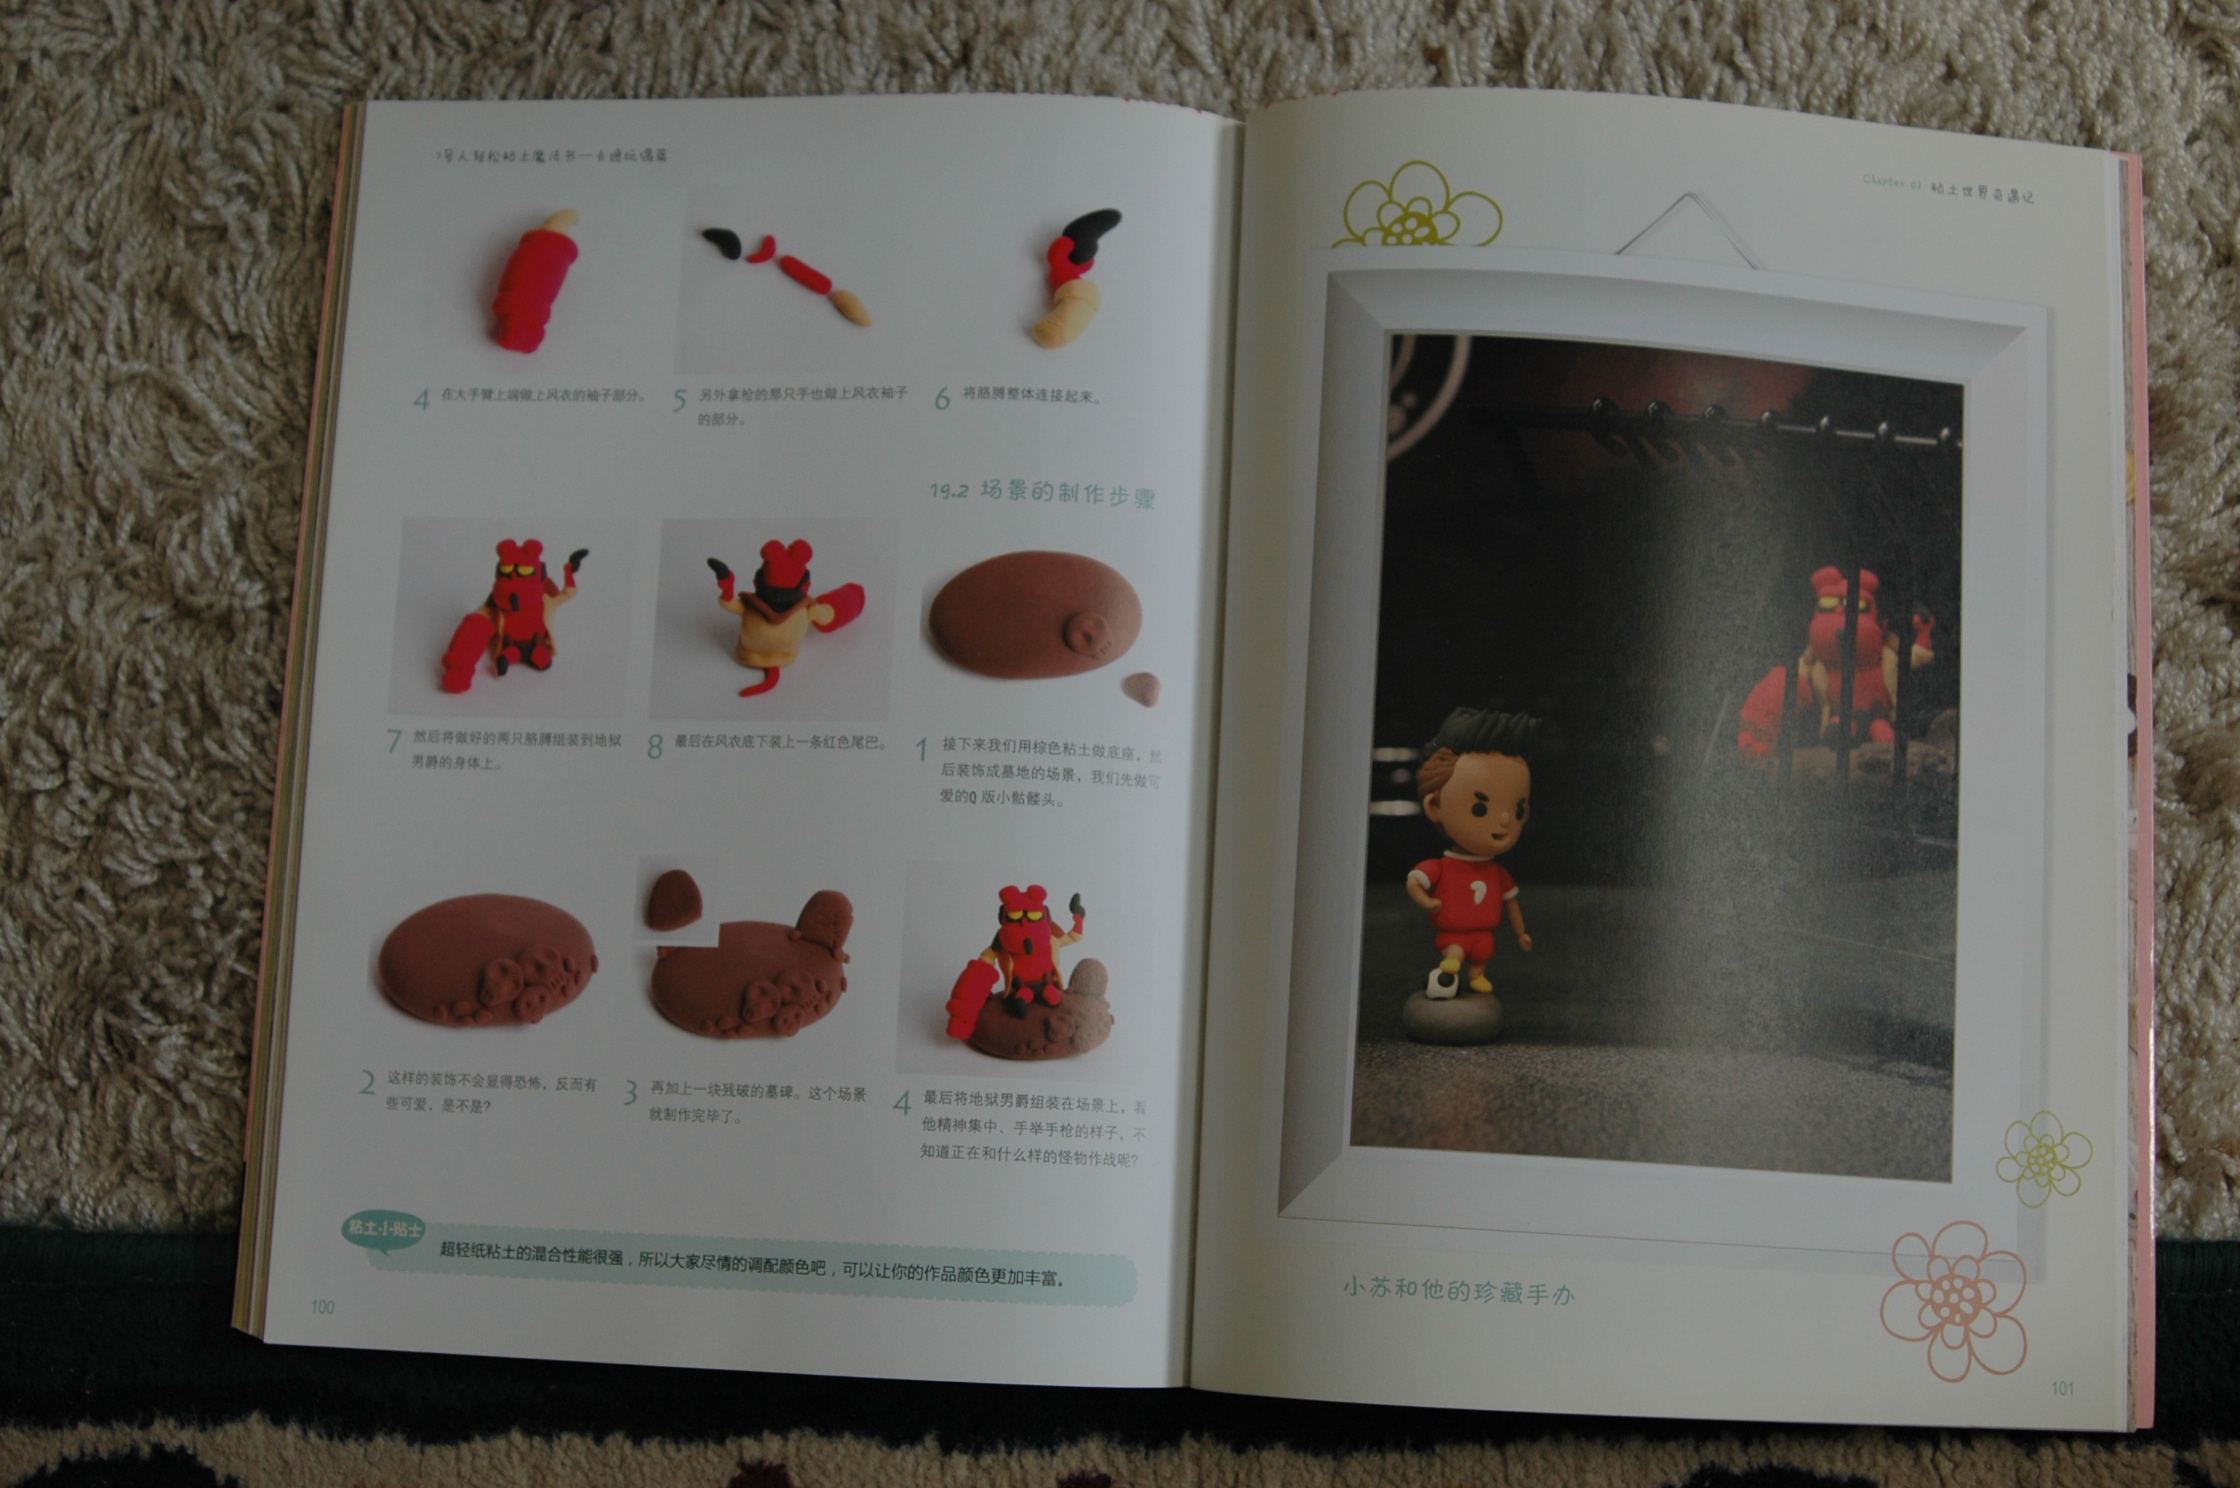 7号人轻松粘土魔法书——卡通玩偶篇
4 在大手臂上端做上风衣的袖子部分。
5 另外拿枪的那只手也做上风衣袖子
的部分。
6 将胳膊整体连接起来。
7 然后将做好的两只胳膊组装到地狱
男爵的身体上。
8 最后在风衣底下装上一条红色尾巴。
19.2 场景的制作步骤
1 接下来我们用棕色粘土做底座，然
后装饰成墓地的场景，我们先做可
爱的Q版小骷髅头。
2 这样的装饰不会显得恐怖，反而有
些可爱，是不是？
3 再加上一块残破的墓碑。这个场景
就制作完毕了。
4 最后将地狱男爵组装在场景上，看
他精神集中、手举手枪的样子，不
知道正在和什么样的怪物作战呢？
粘土小贴士
超轻纸粘土的混合性能很强，所以大家尽情的调配颜色吧，可以让你的作品颜色更加丰富。
100
Chapter 07 粘土世界奇遇记
小苏和他的珍藏手办
101